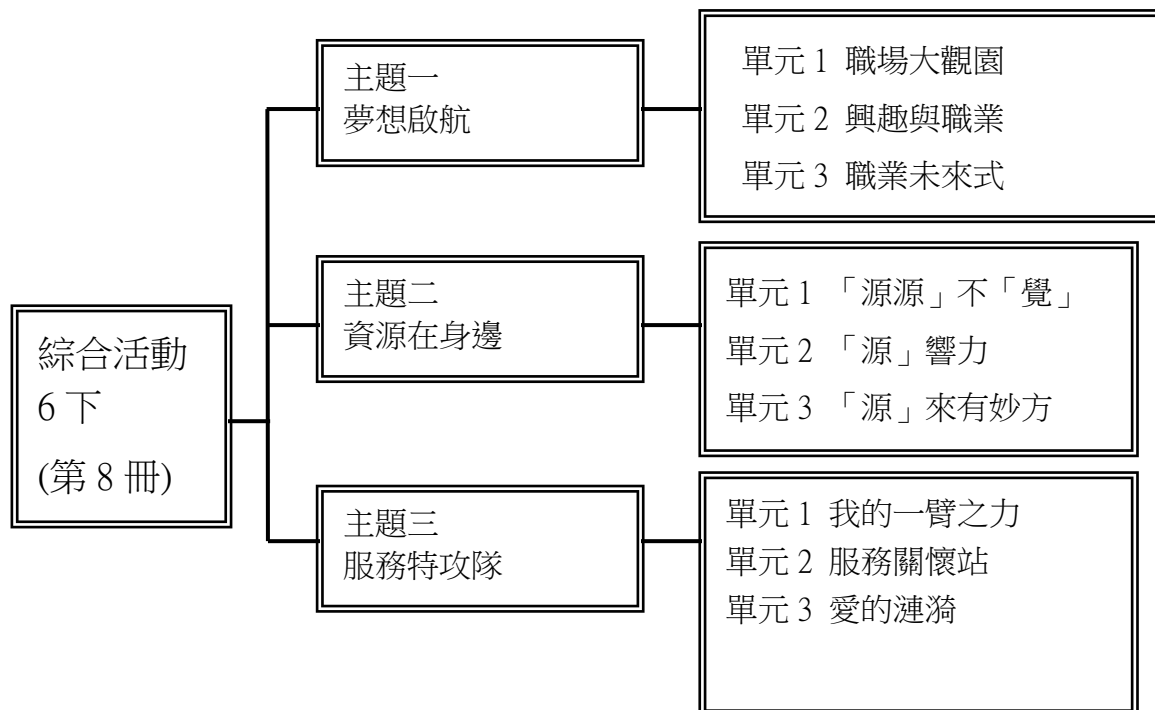 主題一
夢想啟航
單元 1 職場大觀園
單元 2 興趣與職業
單元 3 職業未來式
主題二
資源在身邊
單元 1 「源源」不「覺」
單元 2 「源」響力
單元 3 「源」來有妙方
綜合活動
6 下
(第 8 冊)
主題三
服務特攻隊
單元 1 我的一臂之力
單元 2 服務關懷站
單元 3 愛的漣漪